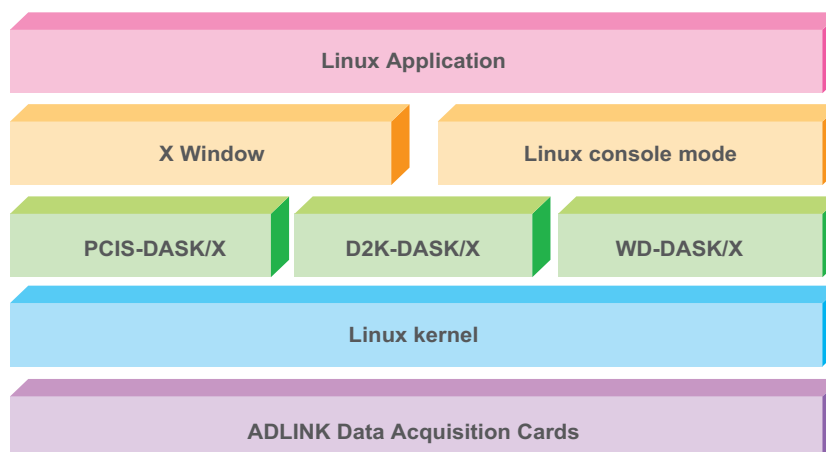 Linux Application
X Window
Linux console mode
PCIS-DASK/X
D2K-DASK/X
WD-DASK/X
Linux kernel
ADLINK Data Acquisition Cards